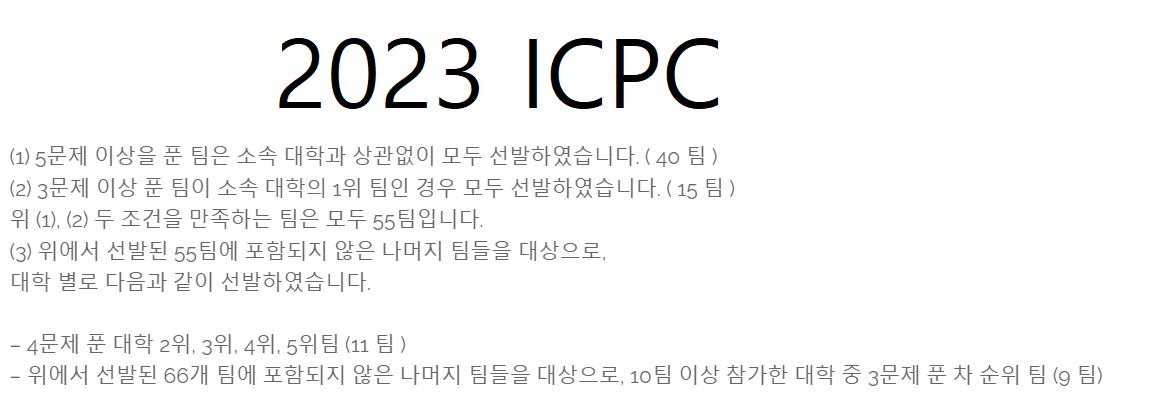 2023 ICPC
(1) 5문제 이상을 푼 팀은 소속 대학과 상관없이 모두 선발하였습니다. ( 40 팀 )
(2) 3문제 이상 푼 팀이 소속 대학의 1위 팀인 경우 모두 선발하였습니다. ( 15 팀 )
위 (1), (2) 두 조건을 만족하는 팀은 모두 55팀입니다.
(3) 위에서 선발된 55팀에 포함되지 않은 나머지 팀들을 대상으로,
대학 별로 다음과 같이 선발하였습니다.
– 4문제 푼 대학 2위, 3위, 4위, 5위팀 (11 팀 )
– 위에서 선발된 66개 팀에 포함되지 않은 나머지 팀들을 대상으로, 10팀 이상 참가한 대학 중 3문제 푼 차 순위 팀 (9 팀)